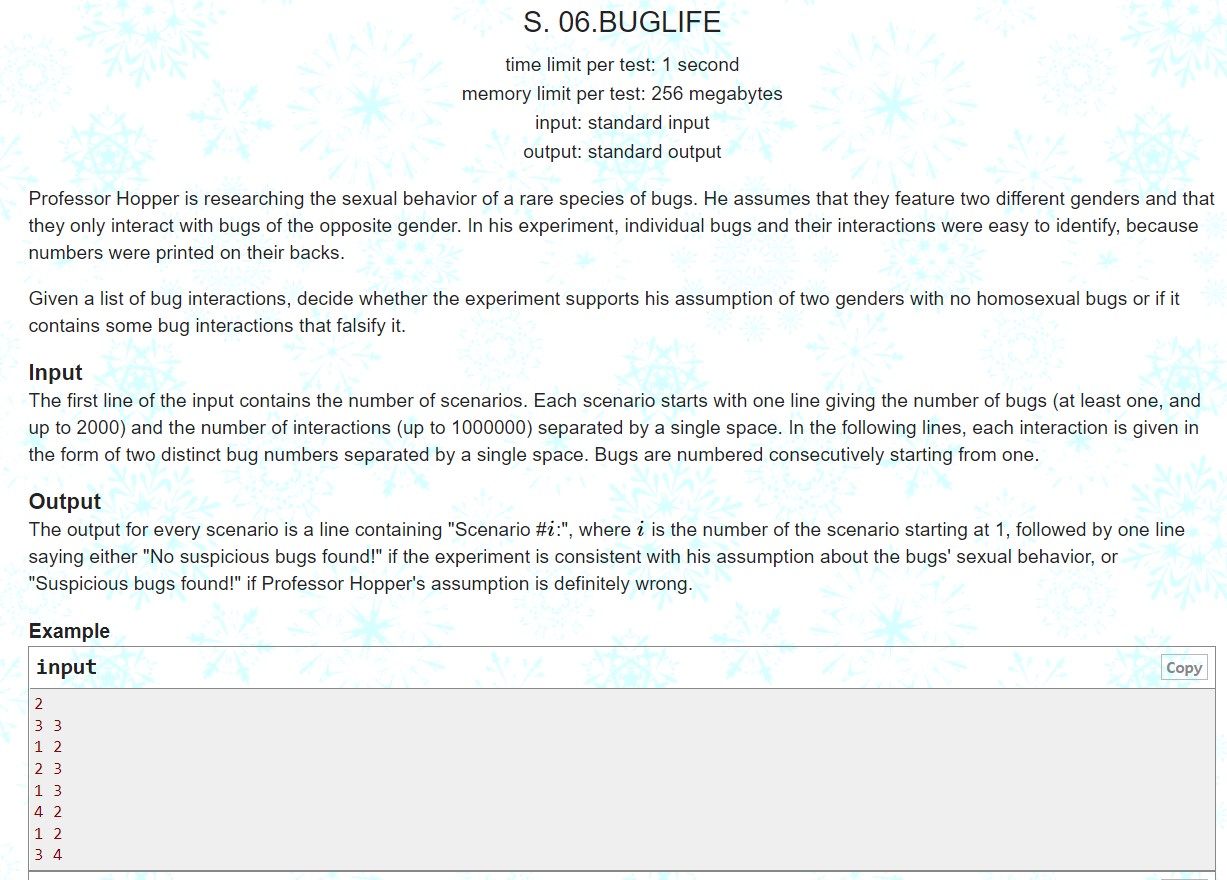 S. 06.BUGLIFE
time limit per test: 1 second
memory limit per test: 256 megabytes
input: standard input
output: standard output
Professor Hopper is researching the sexual behavior of a rare species of bugs. He assumes that they feature two different genders and that
they only interact with bugs of the opposite gender. In his experiment, individual bugs and their interactions were easy to identify, because
numbers were printed on their backs.
Given a list of bug interactions, decide whether the experiment supports his assumption of two genders with no homosexual bugs or if it
contains some bug interactions that falsify it.
Input
The first line of the input contains the number of scenarios. Each scenario starts with one line giving the number of bugs (at least one, and
up to 2000) and the number of interactions (up to 1000000) separated by a single space. In the following lines, each interaction is given in
the form of two distinct bug numbers separated by a single space. Bugs are numbered consecutively starting from one.
Output
The output for every scenario is a line containing "Scenario #i:", where i is the number of the scenario starting at 1, followed by one line
saying either "No suspicious bugs found!" if the experiment is consistent with his assumption about the bugs' sexual behavior, or
"Suspicious bugs found!" if Professor Hopper's assumption is definitely wrong.
Example
input Copy
2
3 3
1 2
2 3
1 3
4 2
1 2
3 4